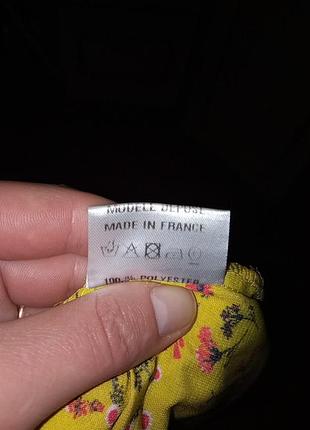 MODELE DEPOSE
MADE IN FRANCE
A
100 % POLYESTER